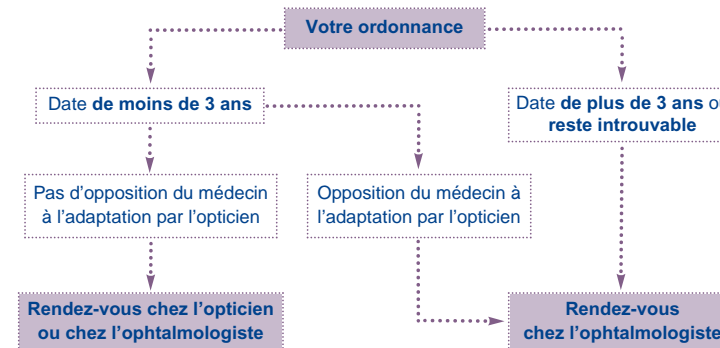 Votre ordonnance
Date de moins de 3 ans
Date de plus de 3 ans
reste introuvable
Pas d’opposition du médecin
à l’adaptation par l’opticien
Opposition du médecin à
l’adaptation par l’opticien
Rendez-vous chez l’opticien
ou chez l’ophtalmologiste
Rendez-vous
chez l’ophtalmologiste